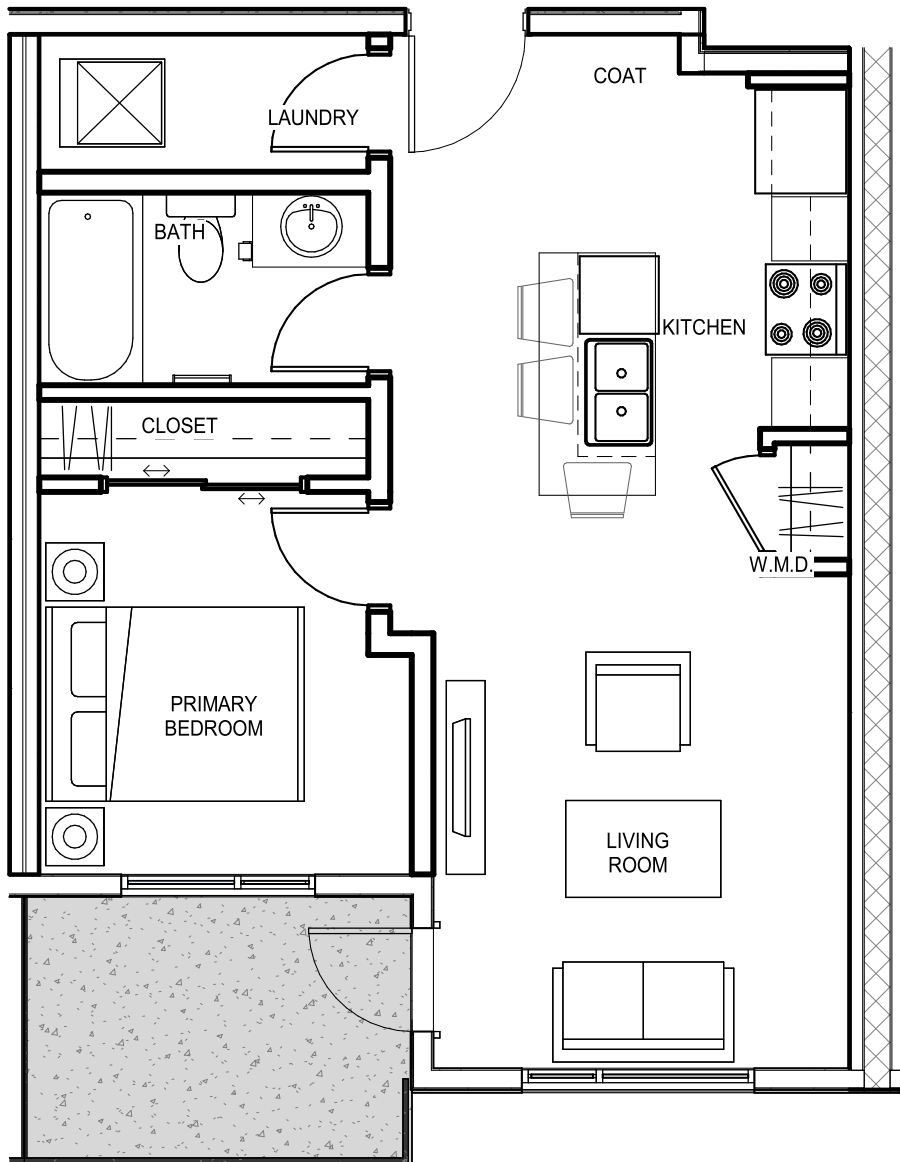 COAT
LAUNDRY
BATH
KITCHEN
CLOSET
W.M.D.
PRIMARY
BEDROOM
LIVING
ROOM